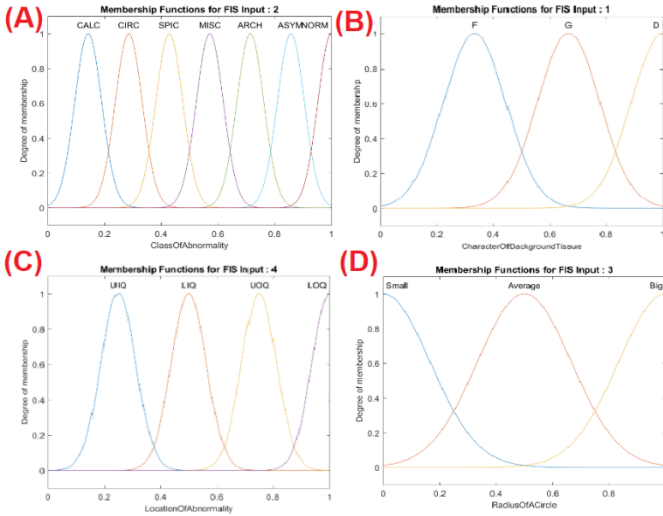 (A)
Membership Functions for FIS Input : 2
CALC CIRC SPIC MISC ARCH ASYMNORM
1
0.8
0.6
0.4
0.2
0
Degree of membership
0 0.2 0.4 0.6 0.8 1
ClassOfAbnormality
(B)
Membership Functions for FIS Input : 1
F G D
1
0.8
0.6
0.4
0.2
0
Degree of membership
0 0.2 0.4 0.6 0.8 1
CharacterOfBackgroundTissue
(C)
Membership Functions for FIS Input : 4
UIIQ LIQ UOQ LOQ
1
0.8
0.6
0.4
0.2
0
Degree of membership
0 0.2 0.4 0.6 0.8 1
LocationOfAbnormality
(D)
Membership Functions for FIS Input : 3
Small Average Big
1
0.8
0.6
0.4
0.2
0
Degree of membership
0 0.2 0.4 0.6 0.8 1
RadiusOfACircle